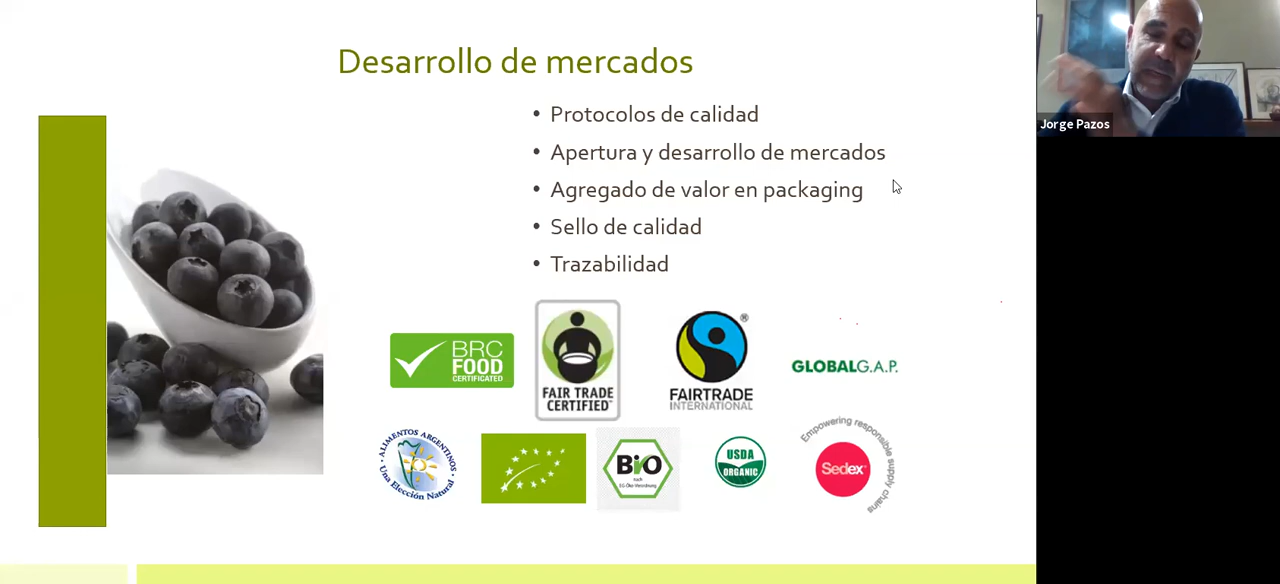 Desarrollo de mercados
• Protocolos de calidad
• Apertura y desarrollo de mercados
• Agregado de valor en packaging
• Sello de calidad
• Trazabilidad
BRC
FOOD
CERTIFICATED
FAIR TRADE
CERTIFIED™
®
FAIRTRADE
INTERNATIONAL
GLOBALG.A.P.
ALIMENTOS ARGENTINOS
Una Elección Natural
BIO
nach
EG-Öko-Verordnung
USDA
ORGANIC
Empowering responsible supply chains
Sedex
Jorge Pazos